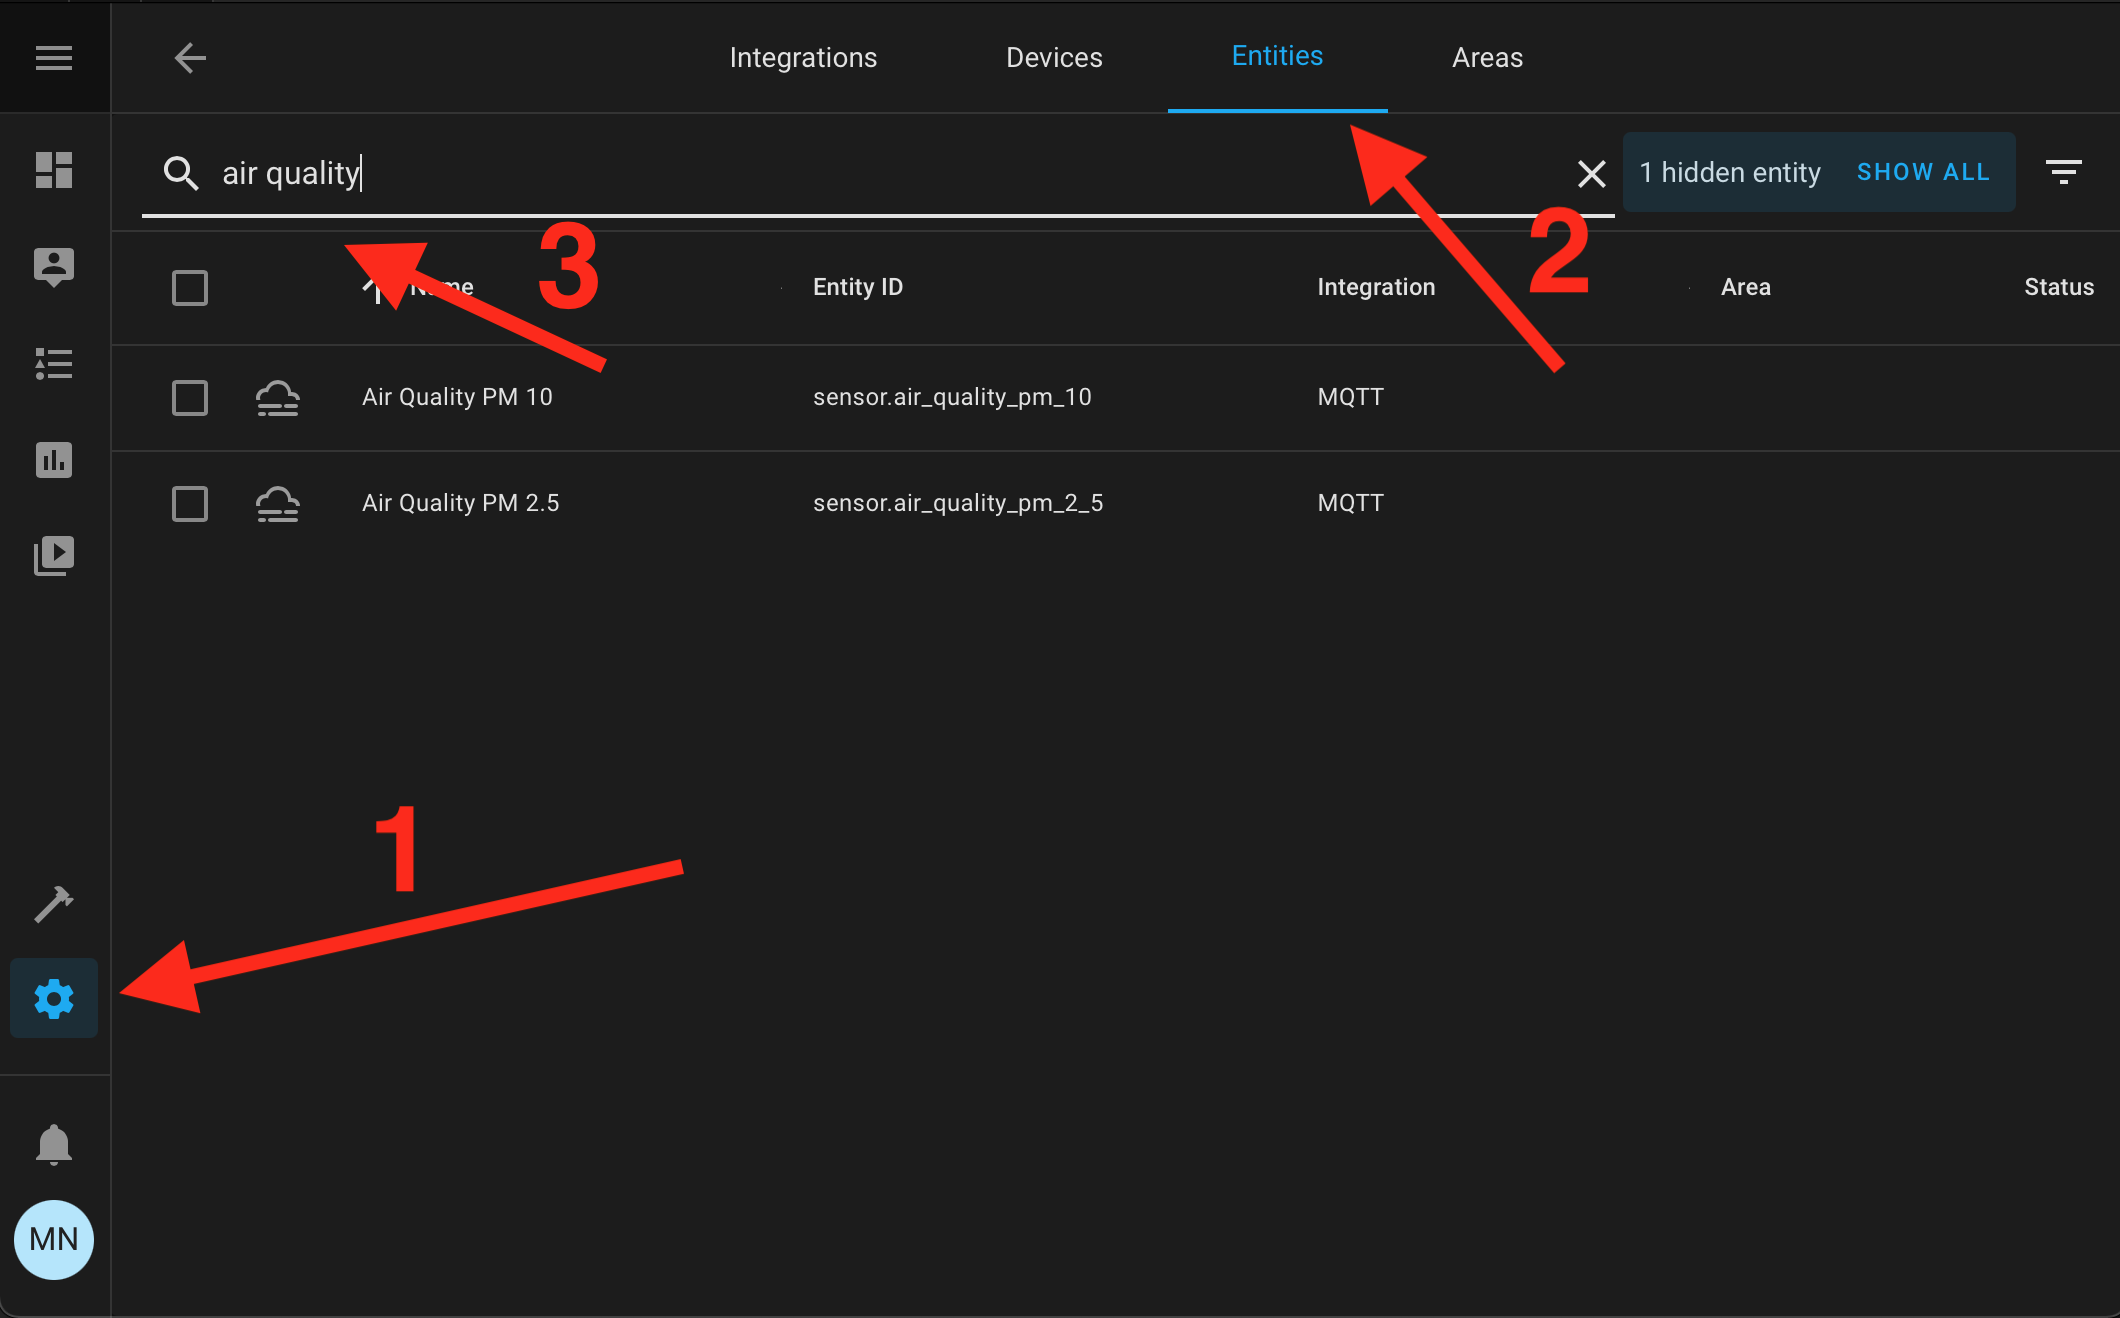 Integrations Devices Entities Areas
air quality 1 hidden entity SHOW ALL
3 2
Name Entity ID Integration Area Status
Air Quality PM 10 sensor.air_quality_pm_10 MQTT
Air Quality PM 2.5 sensor.air_quality_pm_2_5 MQTT
1
MN